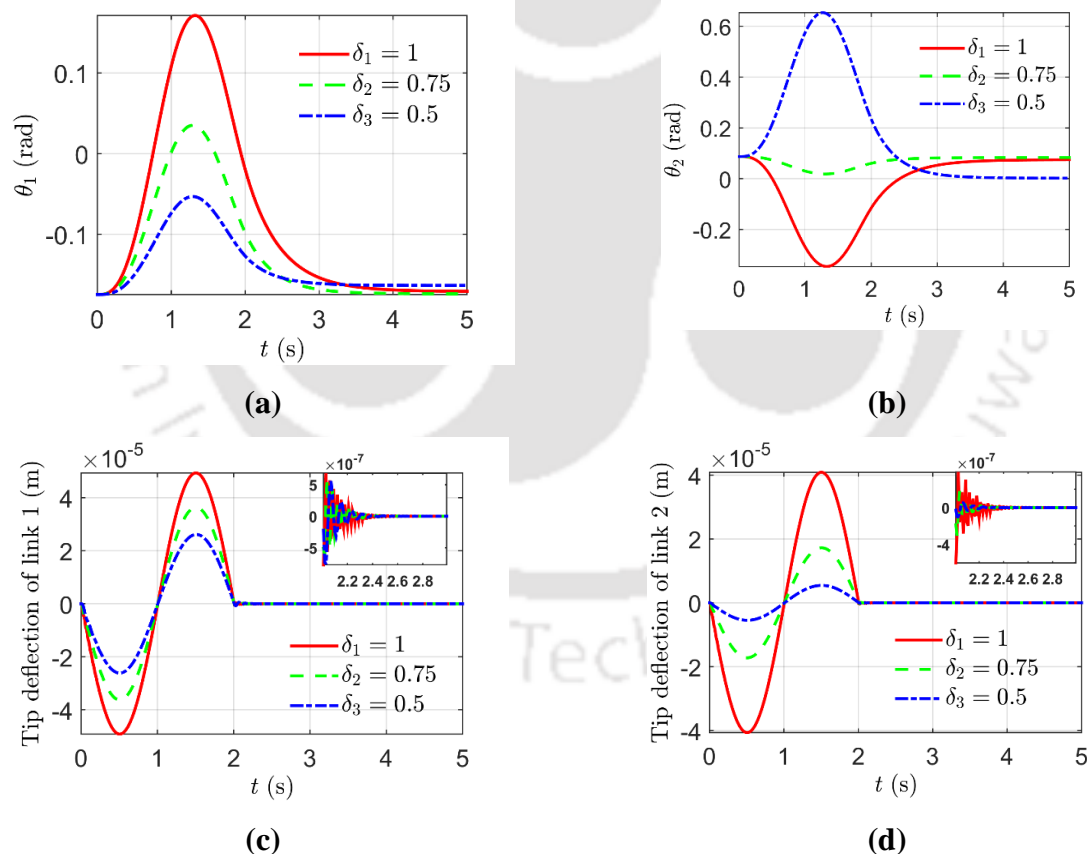 0.1
0
-0.1
θ₁ (rad)
δ₁ = 1
δ₂ = 0.75
δ₃ = 0.5
0 1 2 3 4 5
t (s)
(a)
0.6
0.4
0.2
0
-0.2
θ₂ (rad)
δ₁ = 1
δ₂ = 0.75
δ₃ = 0.5
0 1 2 3 4 5
t (s)
(b)
×10⁻⁵
4
2
0
-2
-4
Tip deflection of link 1 (m)
×10⁻⁷
5
0
-5
2.2 2.4 2.6 2.8
δ₁ = 1
δ₂ = 0.75
δ₃ = 0.5
0 1 2 3 4 5
t (s)
(c)
×10⁻⁵
4
2
0
-2
-4
Tip deflection of link 2 (m)
×10⁻⁷
0
-4
2.2 2.4 2.6 2.8
δ₁ = 1
δ₂ = 0.75
δ₃ = 0.5
0 1 2 3 4 5
t (s)
(d)
Tech